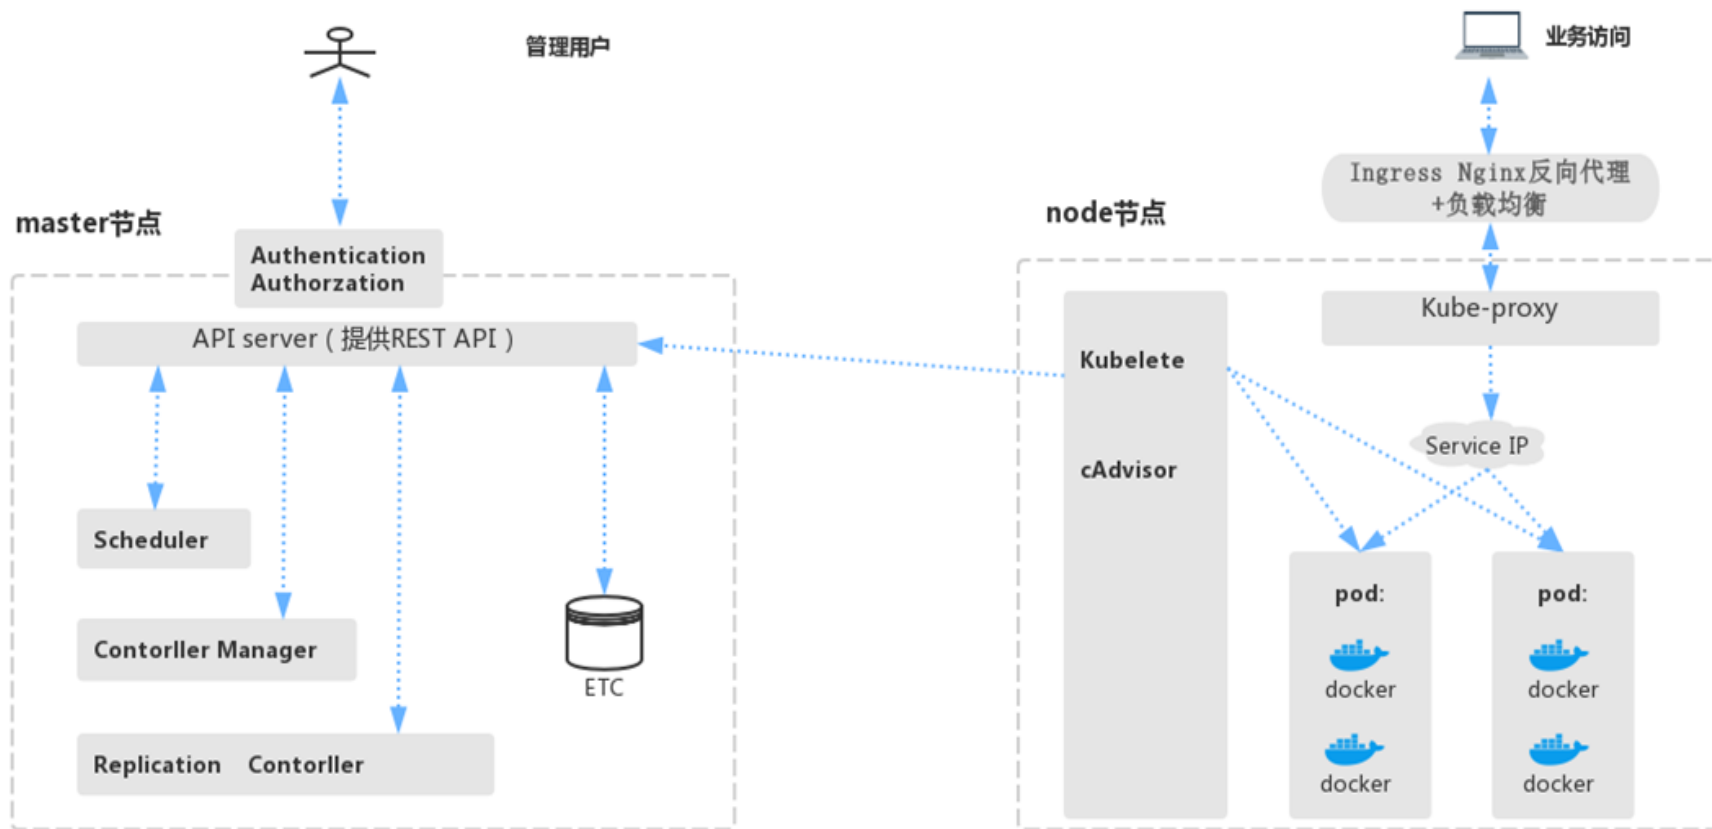 管理用户
业务访问
Ingress Nginx反向代理
+负载均衡
master节点
node节点
Authentication
Authorzation
API server ( 提供REST API )
Kube-proxy
Kubelete
Service IP
cAdvisor
Scheduler
Contorller Manager
ETC
Replication Contorller
pod:
docker
docker
pod:
docker
docker